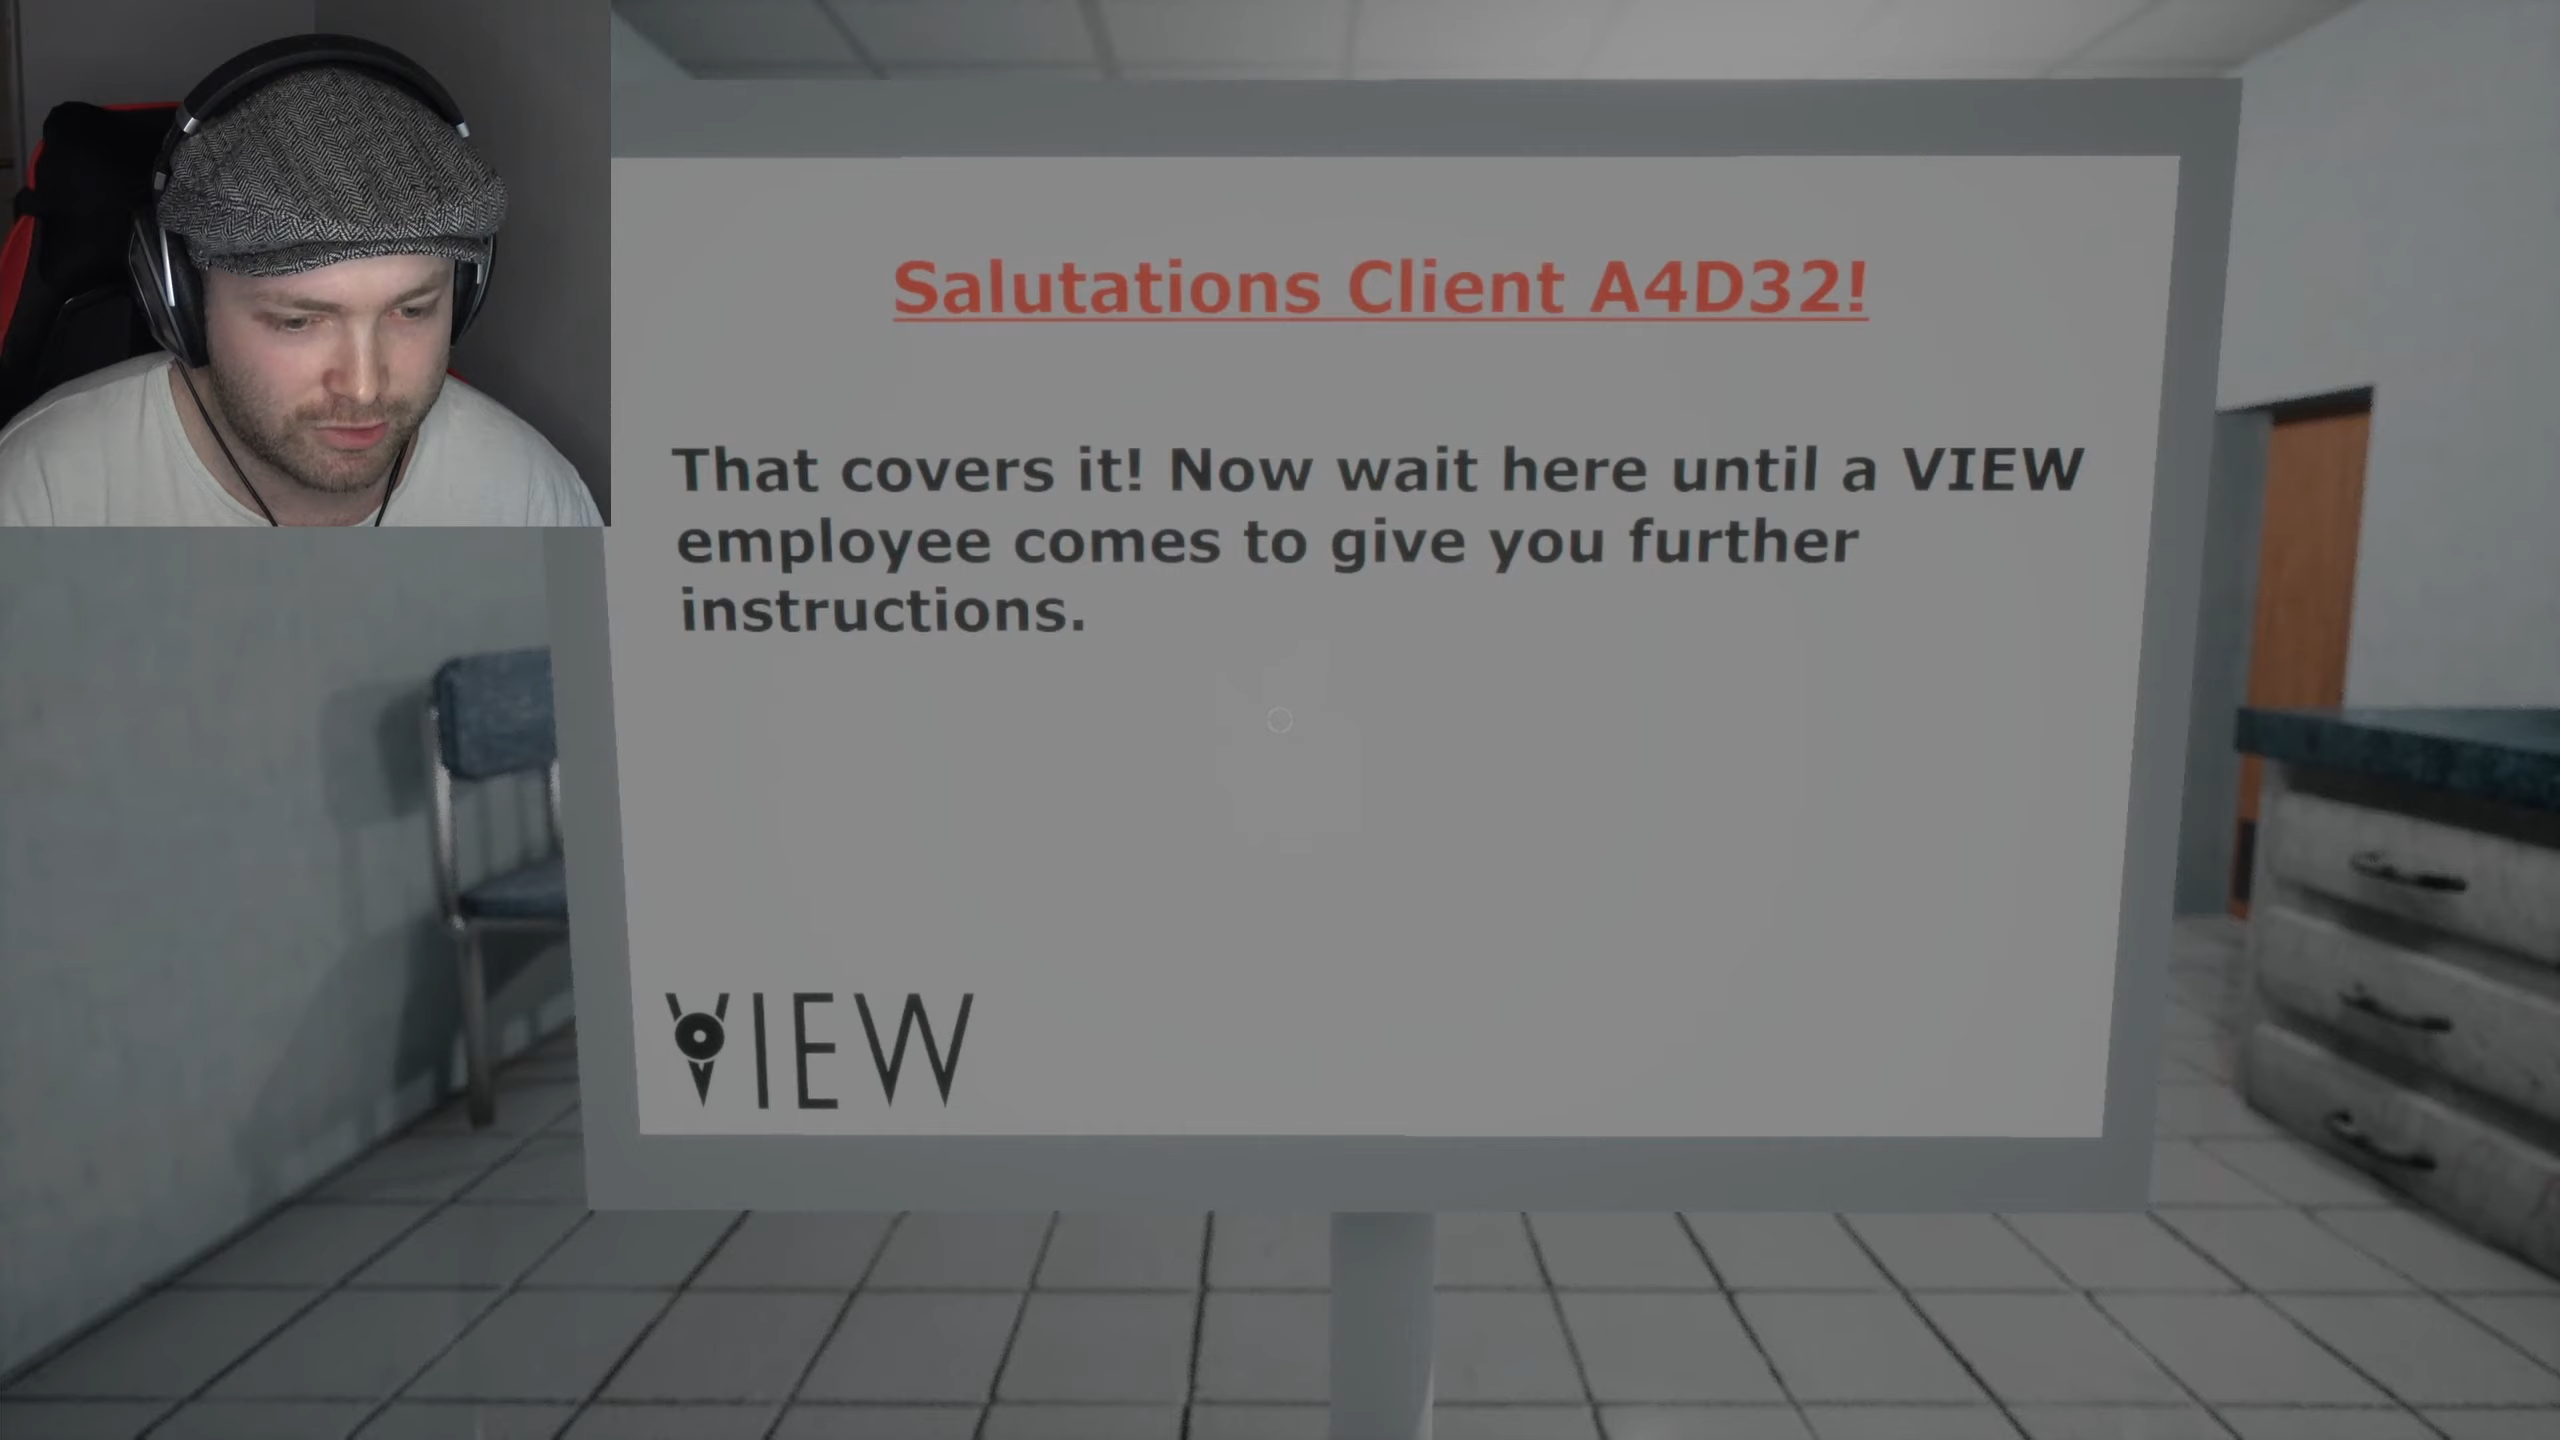 Salutations Client A4D32!
That covers it! Now wait here until a VIEW
employee comes to give you further
instructions.
VIEW